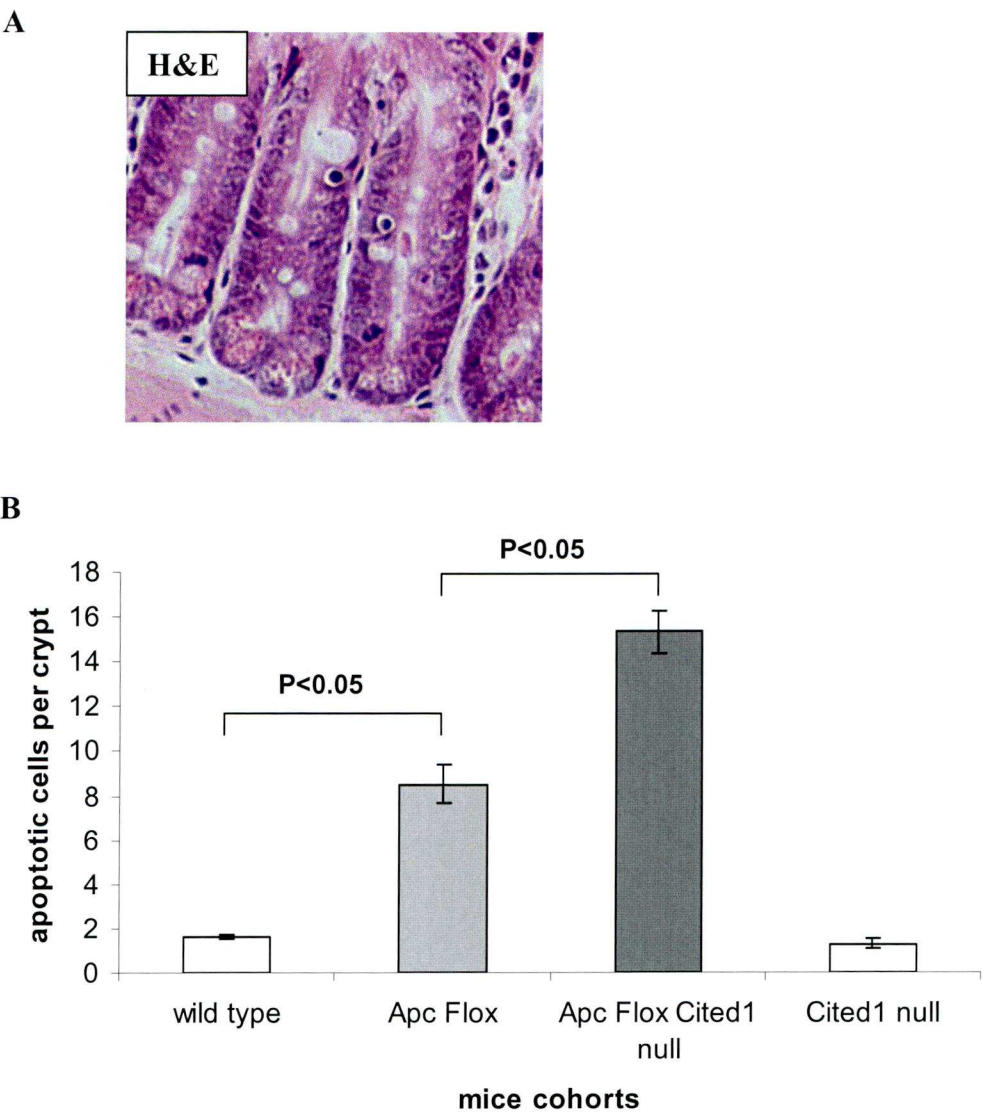 A
H&E
B
P<0.05
P<0.05
18
16
14
12
10
8
6
4
2
0
apoptotic cells per crypt
wild type
Apc Flox
Apc Flox Cited1
null
Cited1 null
mice cohorts